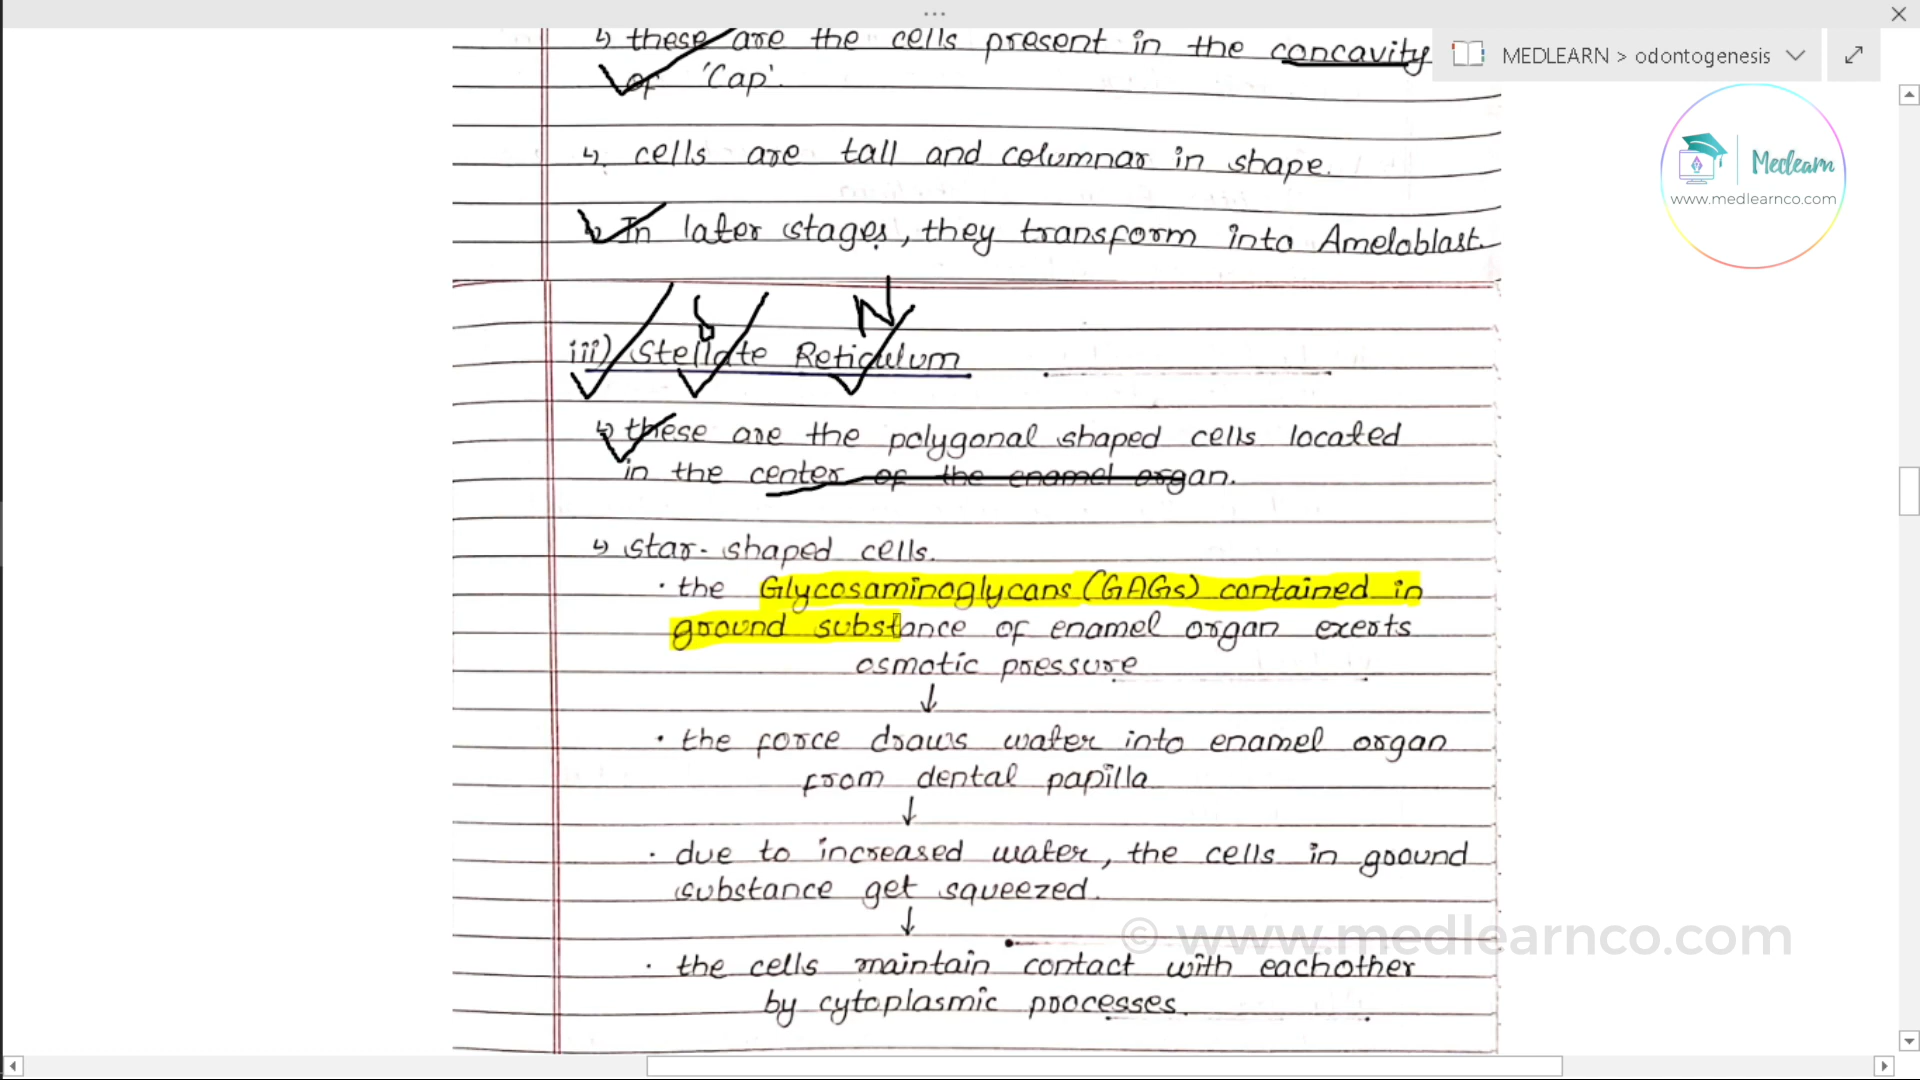 ...
↳ these are the cells present in the concavity
of 'Cap'.
MEDLEARN > odontogenesis
Medlearn
www.medlearnco.com
↳ cells are tall and columnar in shape.
↳ In later stages, they transform into Ameloblast.
iii) Stellate Reticulum
N
↳ these are the polygonal shaped cells located
in the center of the enamel organ.
↳ star-shaped cells.
· the Glycosaminoglycans (GAGs) contained in
ground substance of enamel organ exerts
osmotic pressure
↓
· the force draws water into enamel organ
from dental papilla
↓
· due to increased water, the cells in ground
substance get squeezed.
↓
© www.medlearnco.com
· the cells maintain contact with eachother
by cytoplasmic processes.